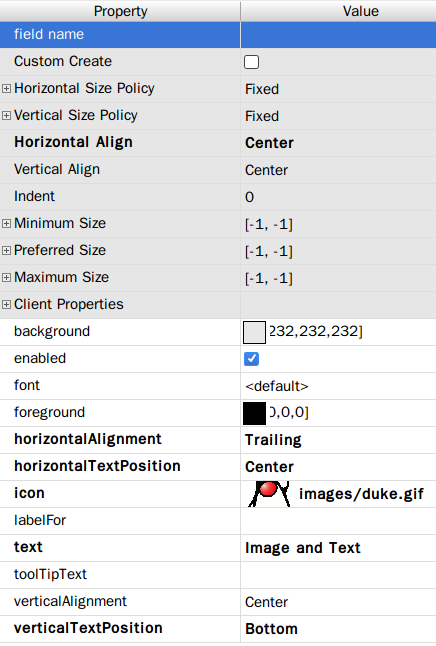 Property Value
field name
Custom Create
Horizontal Size Policy Fixed
Vertical Size Policy Fixed
Horizontal Align Center
Vertical Align Center
Indent 0
Minimum Size [-1, -1]
Preferred Size [-1, -1]
Maximum Size [-1, -1]
Client Properties
background 232,232,232]
enabled
font <default>
foreground 0,0,0]
horizontalAlignment Trailing
horizontalTextPosition Center
icon images/duke.gif
labelFor
text Image and Text
toolTipText
verticalAlignment Center
verticalTextPosition Bottom